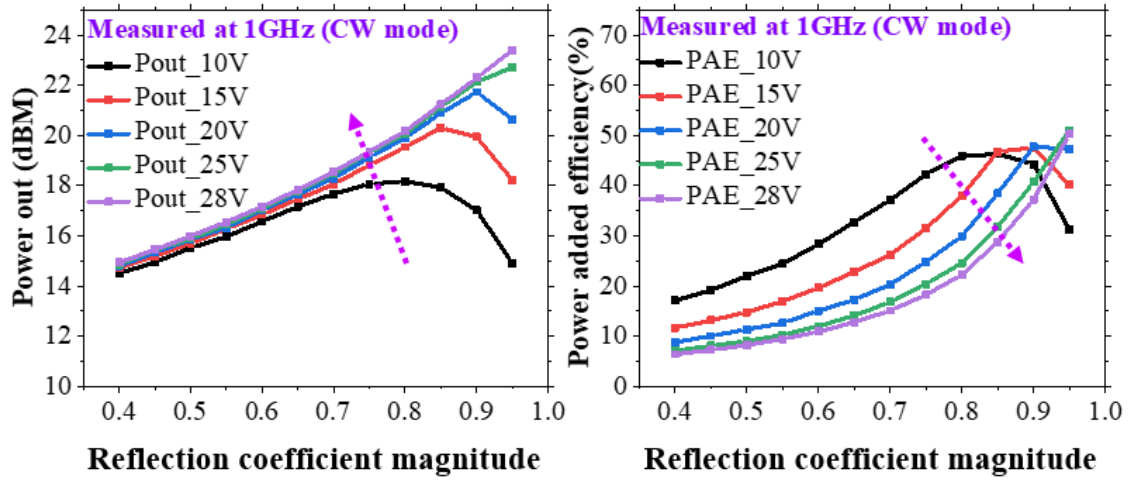 Measured at 1GHz (CW mode)
Pout_10V
Pout_15V
Pout_20V
Pout_25V
Pout_28V
Power out (dBM)
24
22
20
18
16
14
12
10
0.4 0.5 0.6 0.7 0.8 0.9 1.0
Reflection coefficient magnitude
Measured at 1GHz (CW mode)
PAE_10V
PAE_15V
PAE_20V
PAE_25V
PAE_28V
Power added efficiency(%)
70
60
50
40
30
20
10
0
0.4 0.5 0.6 0.7 0.8 0.9 1.0
Reflection coefficient magnitude